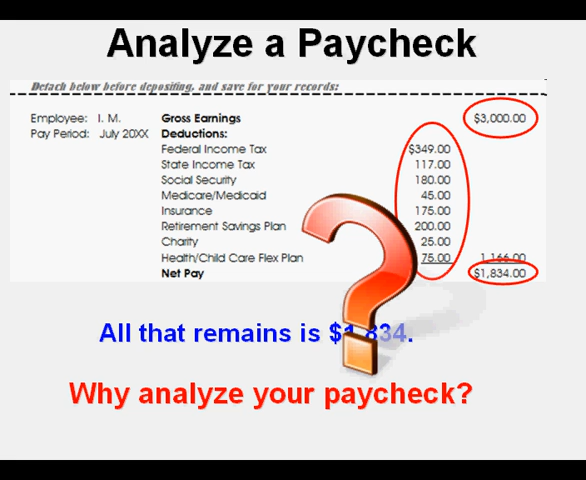 Analyze a Paycheck
Detach below before depositing, and save for your records:
Employee: I. M. Gross Earnings $3,000.00
Pay Period: July 20XX Deductions:
Federal Income Tax $349.00
State Income Tax 117.00
Social Security 180.00
Medicare/Medicaid 45.00
Insurance 175.00
Retirement Savings Plan 200.00
Charity 25.00
Health/Child Care Flex Plan 75.00 1,166.00
Net Pay $1,834.00
All that remains is $1,834.
Why analyze your paycheck?